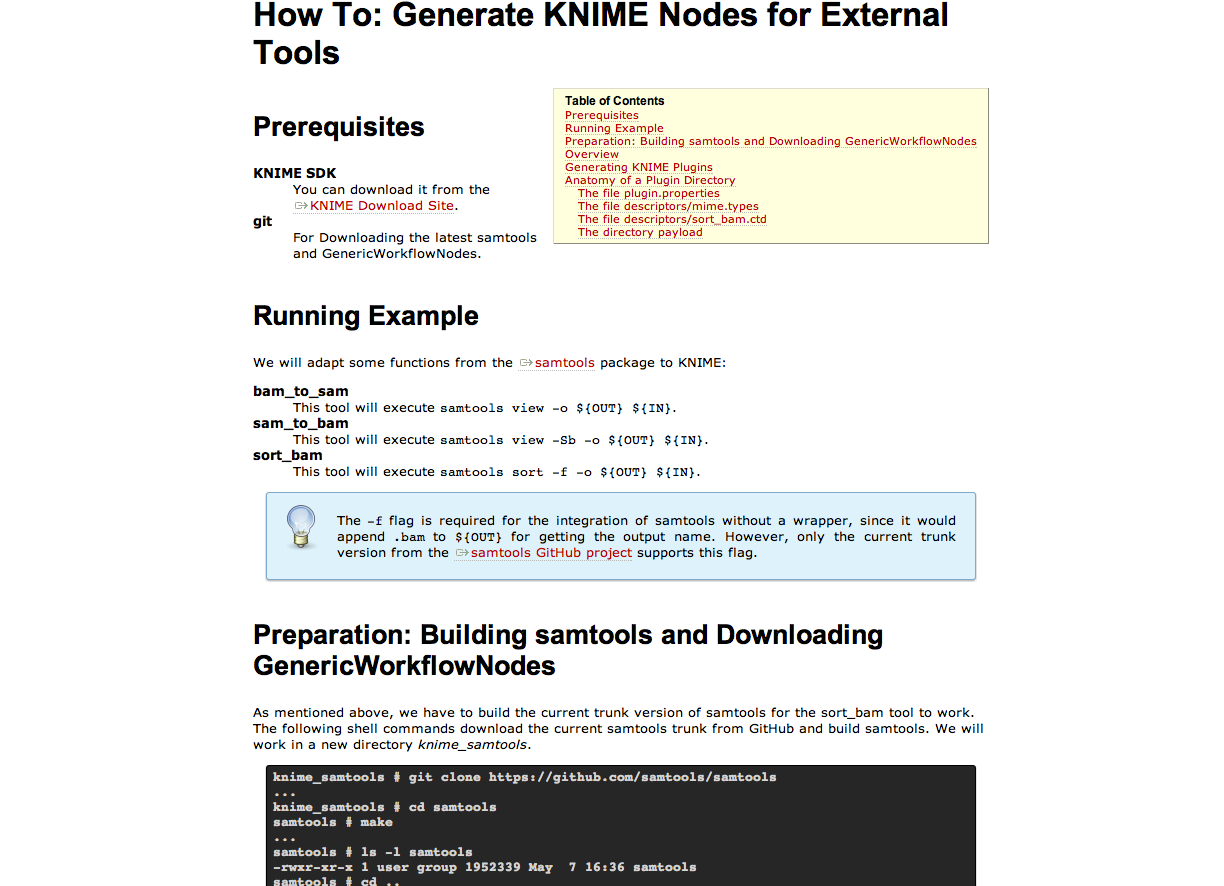 How To: Generate KNIME Nodes for External
Tools
Table of Contents
Prerequisites
Running Example
Preparation: Building samtools and Downloading GenericWorkflowNodes
Overview
Generating KNIME Plugins
Anatomy of a Plugin Directory
The file plugin.properties
The file descriptors/mime.types
The file descriptors/sort_bam.ctd
The directory payload
Prerequisites
KNIME SDK
You can download it from the
KNIME Download Site.
git
For Downloading the latest samtools
and GenericWorkflowNodes.
Running Example
We will adapt some functions from the samtools package to KNIME:
bam_to_sam
This tool will execute samtools view -o ${OUT} ${IN}.
sam_to_bam
This tool will execute samtools view -Sb -o ${OUT} ${IN}.
sort_bam
This tool will execute samtools sort -f -o ${OUT} ${IN}.
The -f flag is required for the integration of samtools without a wrapper, since it would
append .bam to ${OUT} for getting the output name. However, only the current trunk
version from the samtools GitHub project supports this flag.
Preparation: Building samtools and Downloading
GenericWorkflowNodes
As mentioned above, we have to build the current trunk version of samtools for the sort_bam tool to work.
The following shell commands download the current samtools trunk from GitHub and build samtools. We will
work in a new directory knime_samtools.
knime_samtools # git clone https://github.com/samtools/samtools
...
knime_samtools # cd samtools
samtools # make
...
samtools # ls -l samtools
-rwxr-xr-x 1 user group 1952339 May  7 16:36 samtools
samtools # cd ..